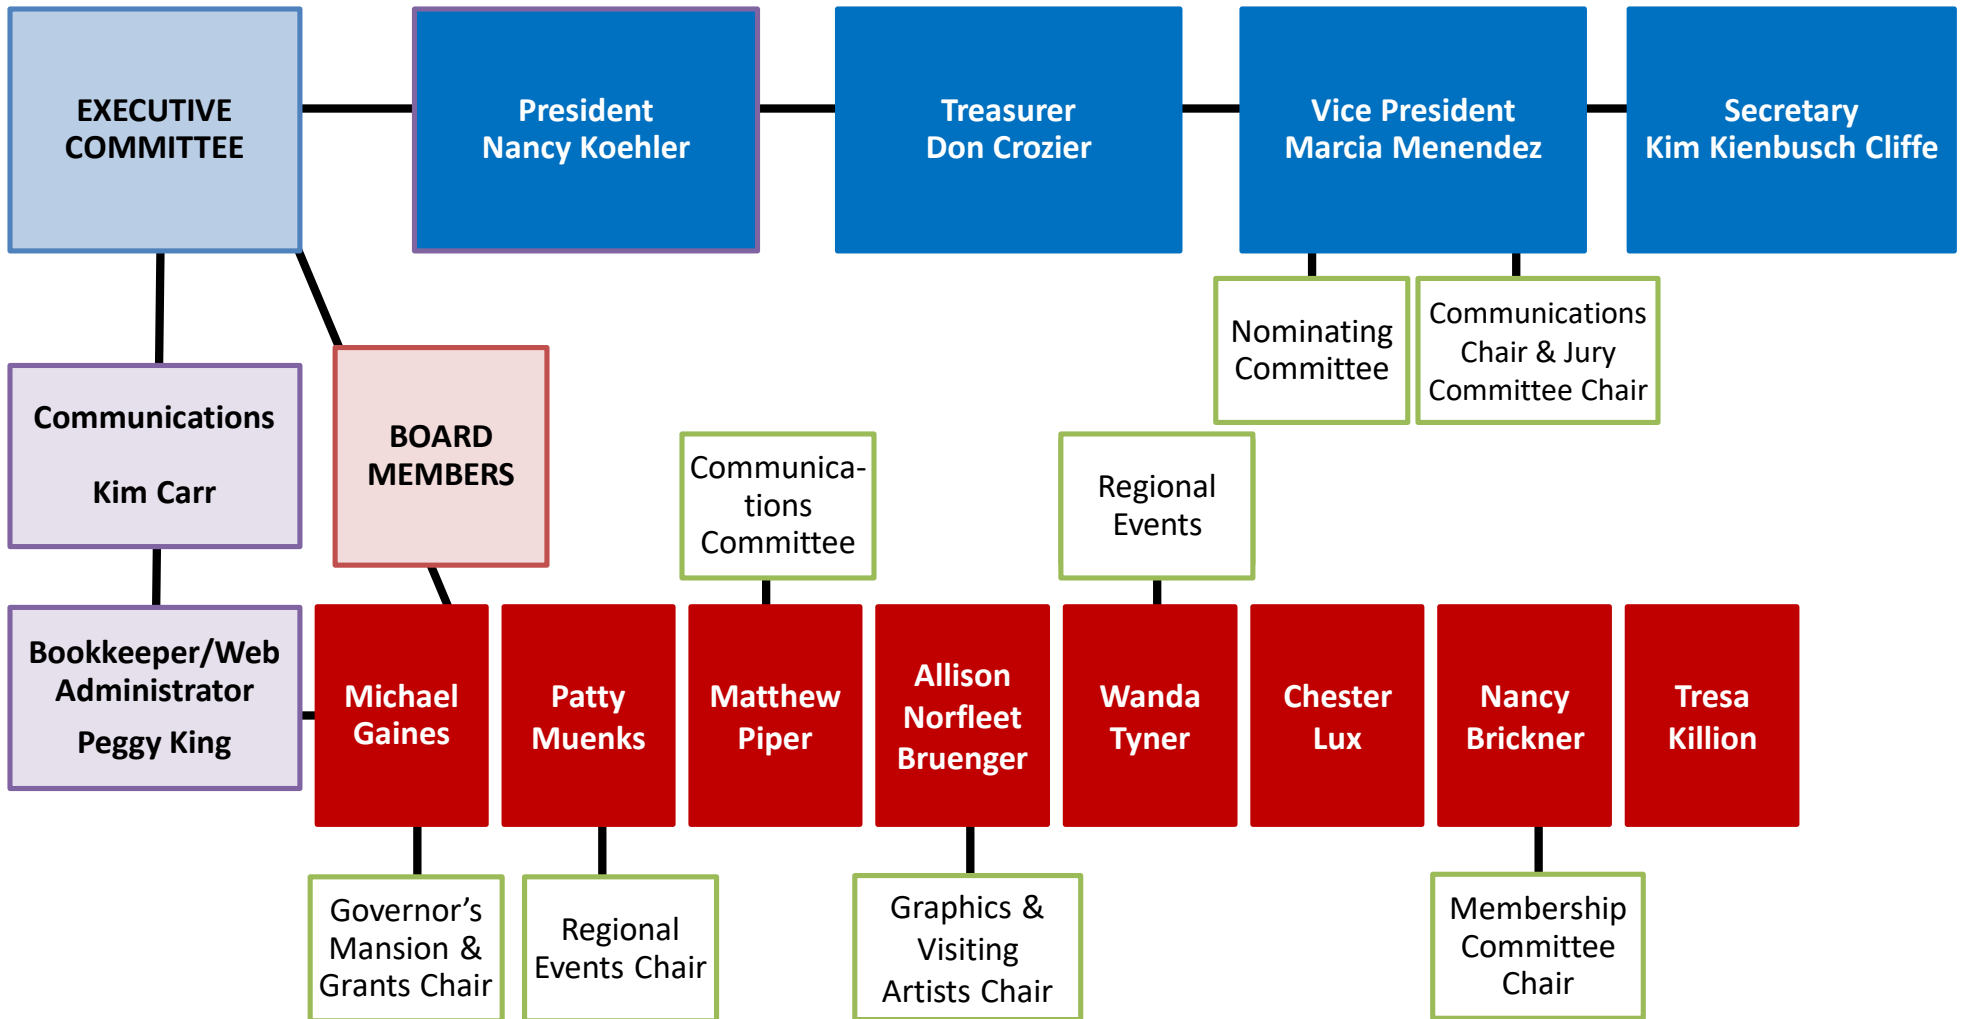 EXECUTIVE
COMMITTEE
President
Nancy Koehler
Treasurer
Don Crozier
Vice President
Marcia Menendez
Secretary
Kim Kienbusch Cliffe
Nominating
Committee
Communications
Chair & Jury
Committee Chair
Communications
Kim Carr
BOARD
MEMBERS
Communica-
tions
Committee
Regional
Events
Bookkeeper/Web
Administrator
Peggy King
Michael
Gaines
Patty
Muenks
Matthew
Piper
Allison
Norfleet
Bruenger
Wanda
Tyner
Chester
Lux
Nancy
Brickner
Tresa
Killion
Governor’s
Mansion &
Grants Chair
Regional
Events Chair
Graphics &
Visiting
Artists Chair
Membership
Committee
Chair